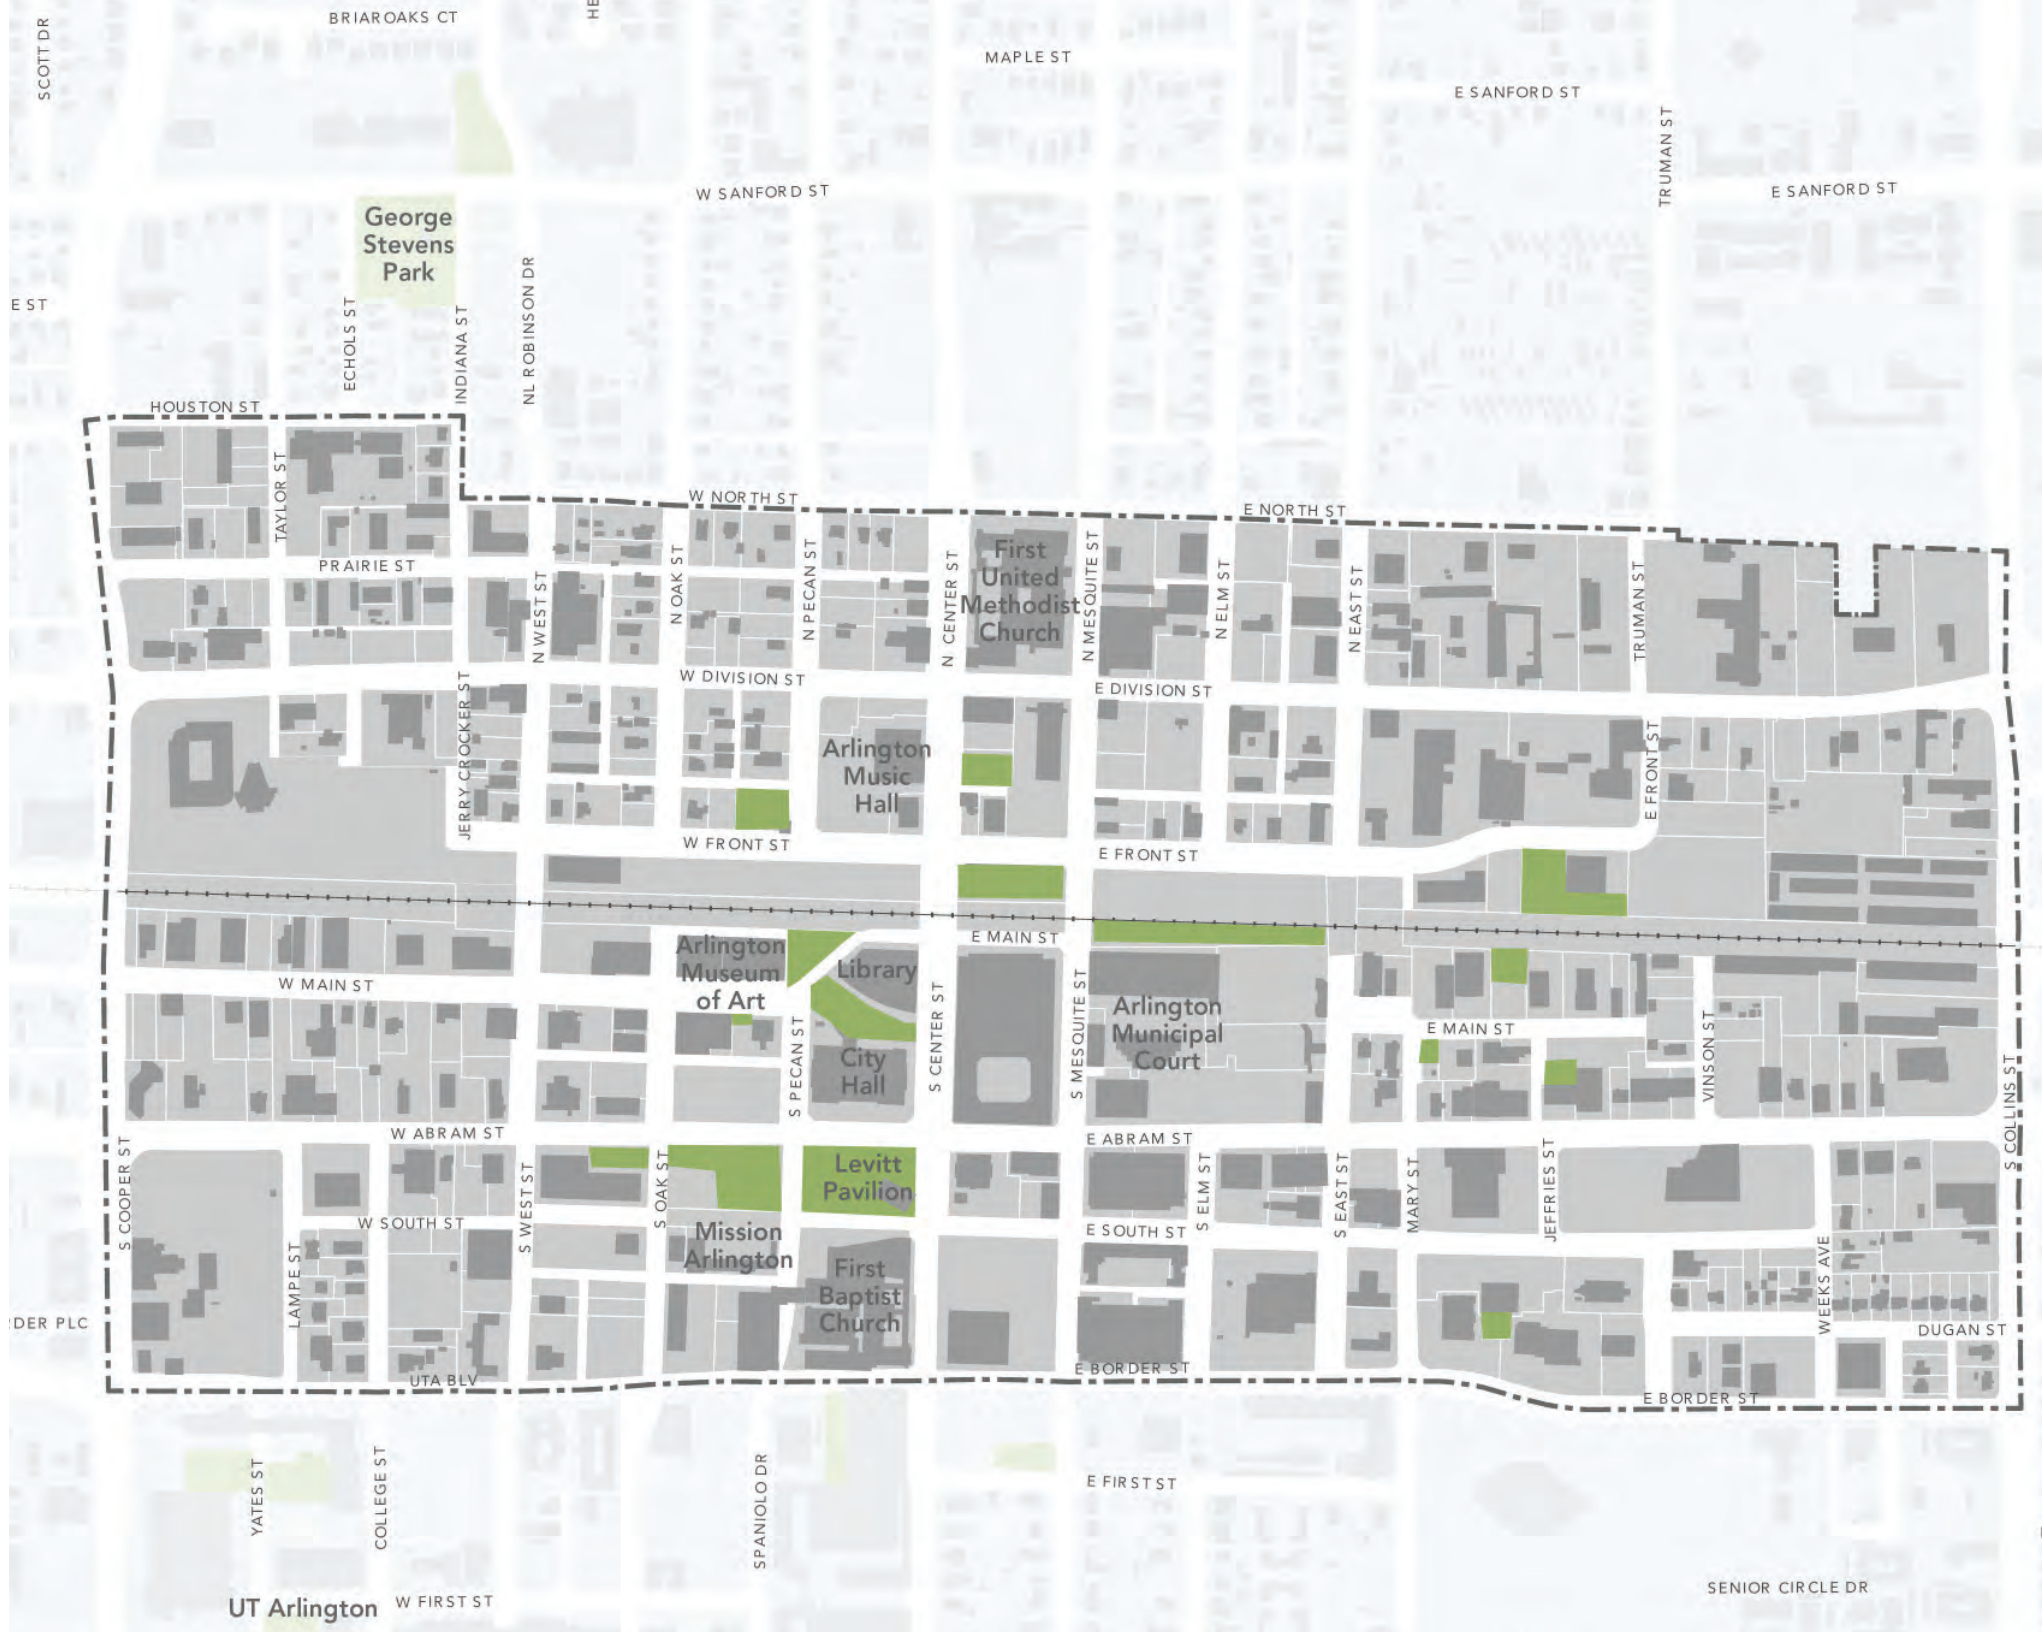 BRIAROAKS CT
HE
SCOTT DR
MAPLE ST
E SANFORD ST
TRUMAN ST
W SANFORD ST
E SANFORD ST
George
Stevens
Park
E ST
ECHOLS ST
INDIANA ST
NL ROBINSON DR
HOUSTON ST
W NORTH ST
E NORTH ST
TAYLOR ST
PRAIRIE ST
N WEST ST
N OAK ST
N PECAN ST
N CENTER ST
First
United
Methodist
Church
N MESQUITE ST
N ELM ST
N EAST ST
TRUMAN ST
W DIVISION ST
E DIVISION ST
JERRY CROCKER ST
Arlington
Music
Hall
E FRONT ST
W FRONT ST
E FRONT ST
Arlington
Museum
of Art
Library
E MAIN ST
W MAIN ST
S PECAN ST
City
Hall
S CENTER ST
S MESQUITE ST
Arlington
Municipal
Court
E MAIN ST
VINSON ST
S COLLINS ST
W ABRAM ST
E ABRAM ST
S COOPER ST
S WEST ST
S OAK ST
Levitt
Pavilion
S ELM ST
S EAST ST
MARY ST
JEFFRIES ST
W SOUTH ST
E SOUTH ST
LAMPE ST
Mission
Arlington
First
Baptist
Church
WEEKS AVE
RDER PLC
DUGAN ST
UTA BLV
E BORDER ST
E BORDER ST
YATES ST
COLLEGE ST
SPANIOLO DR
E FIRST ST
SENIOR CIRCLE DR
UT Arlington
W FIRST ST